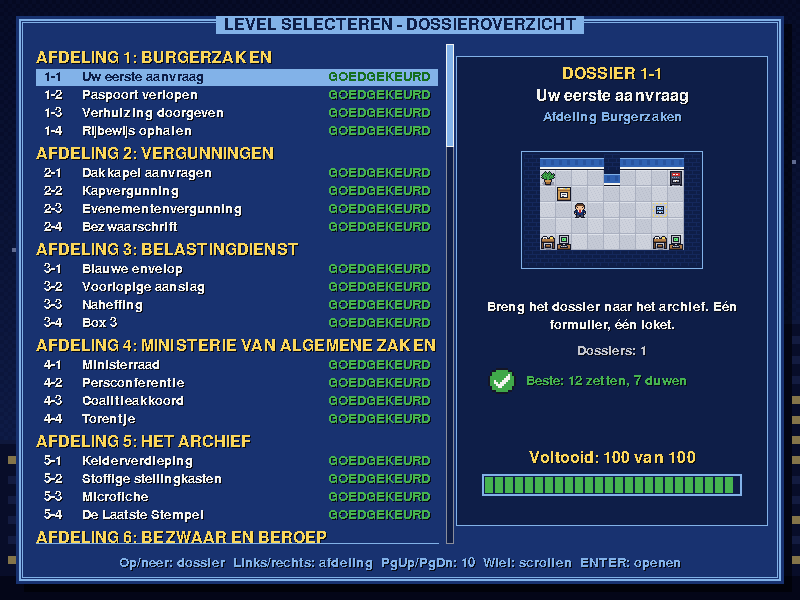 LEVEL SELECTEREN - DOSSIEROVERZICHT
AFDELING 1: BURGERZAKEN
1-1 Uw eerste aanvraag GOEDGEKEURD
1-2 Paspoort verlopen GOEDGEKEURD
1-3 Verhuizing doorgeven GOEDGEKEURD
1-4 Rijbewijs ophalen GOEDGEKEURD
AFDELING 2: VERGUNNINGEN
2-1 Dakkapel aanvragen GOEDGEKEURD
2-2 Kapvergunning GOEDGEKEURD
2-3 Evenementenvergunning GOEDGEKEURD
2-4 Bezwaarschrift GOEDGEKEURD
AFDELING 3: BELASTINGDIENST
3-1 Blauwe envelop GOEDGEKEURD
3-2 Voorlopige aanslag GOEDGEKEURD
3-3 Naheffing GOEDGEKEURD
3-4 Box 3 GOEDGEKEURD
AFDELING 4: MINISTERIE VAN ALGEMENE ZAKEN
4-1 Ministerraad GOEDGEKEURD
4-2 Persconferentie GOEDGEKEURD
4-3 Coalitieakkoord GOEDGEKEURD
4-4 Torentje GOEDGEKEURD
AFDELING 5: HET ARCHIEF
5-1 Kelderverdieping GOEDGEKEURD
5-2 Stoffige stellingkasten GOEDGEKEURD
5-3 Microfiche GOEDGEKEURD
5-4 De Laatste Stempel GOEDGEKEURD
AFDELING 6: BEZWAAR EN BEROEP
DOSSIER 1-1
Uw eerste aanvraag
Afdeling Burgerzaken
Breng het dossier naar het archief. Eén
formulier, één loket.
Dossiers: 1
Beste: 12 zetten, 7 duwen
Voltooid: 100 van 100
Op/neer: dossier Links/rechts: afdeling PgUp/PgDn: 10 Wiel: scrollen ENTER: openen